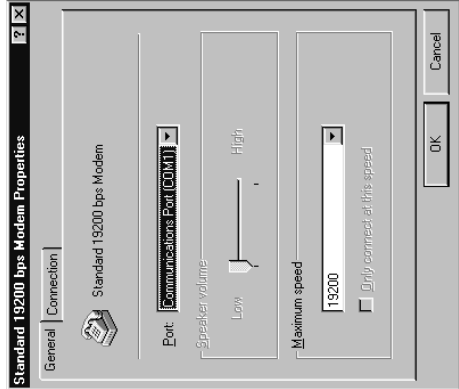 Standard 19200 bps Modem Properties
General Connection
Standard 19200 bps Modem
Port: Communications Port (COM1)
Speaker volume
Low High
Maximum speed
19200
Only connect at this speed
OK Cancel